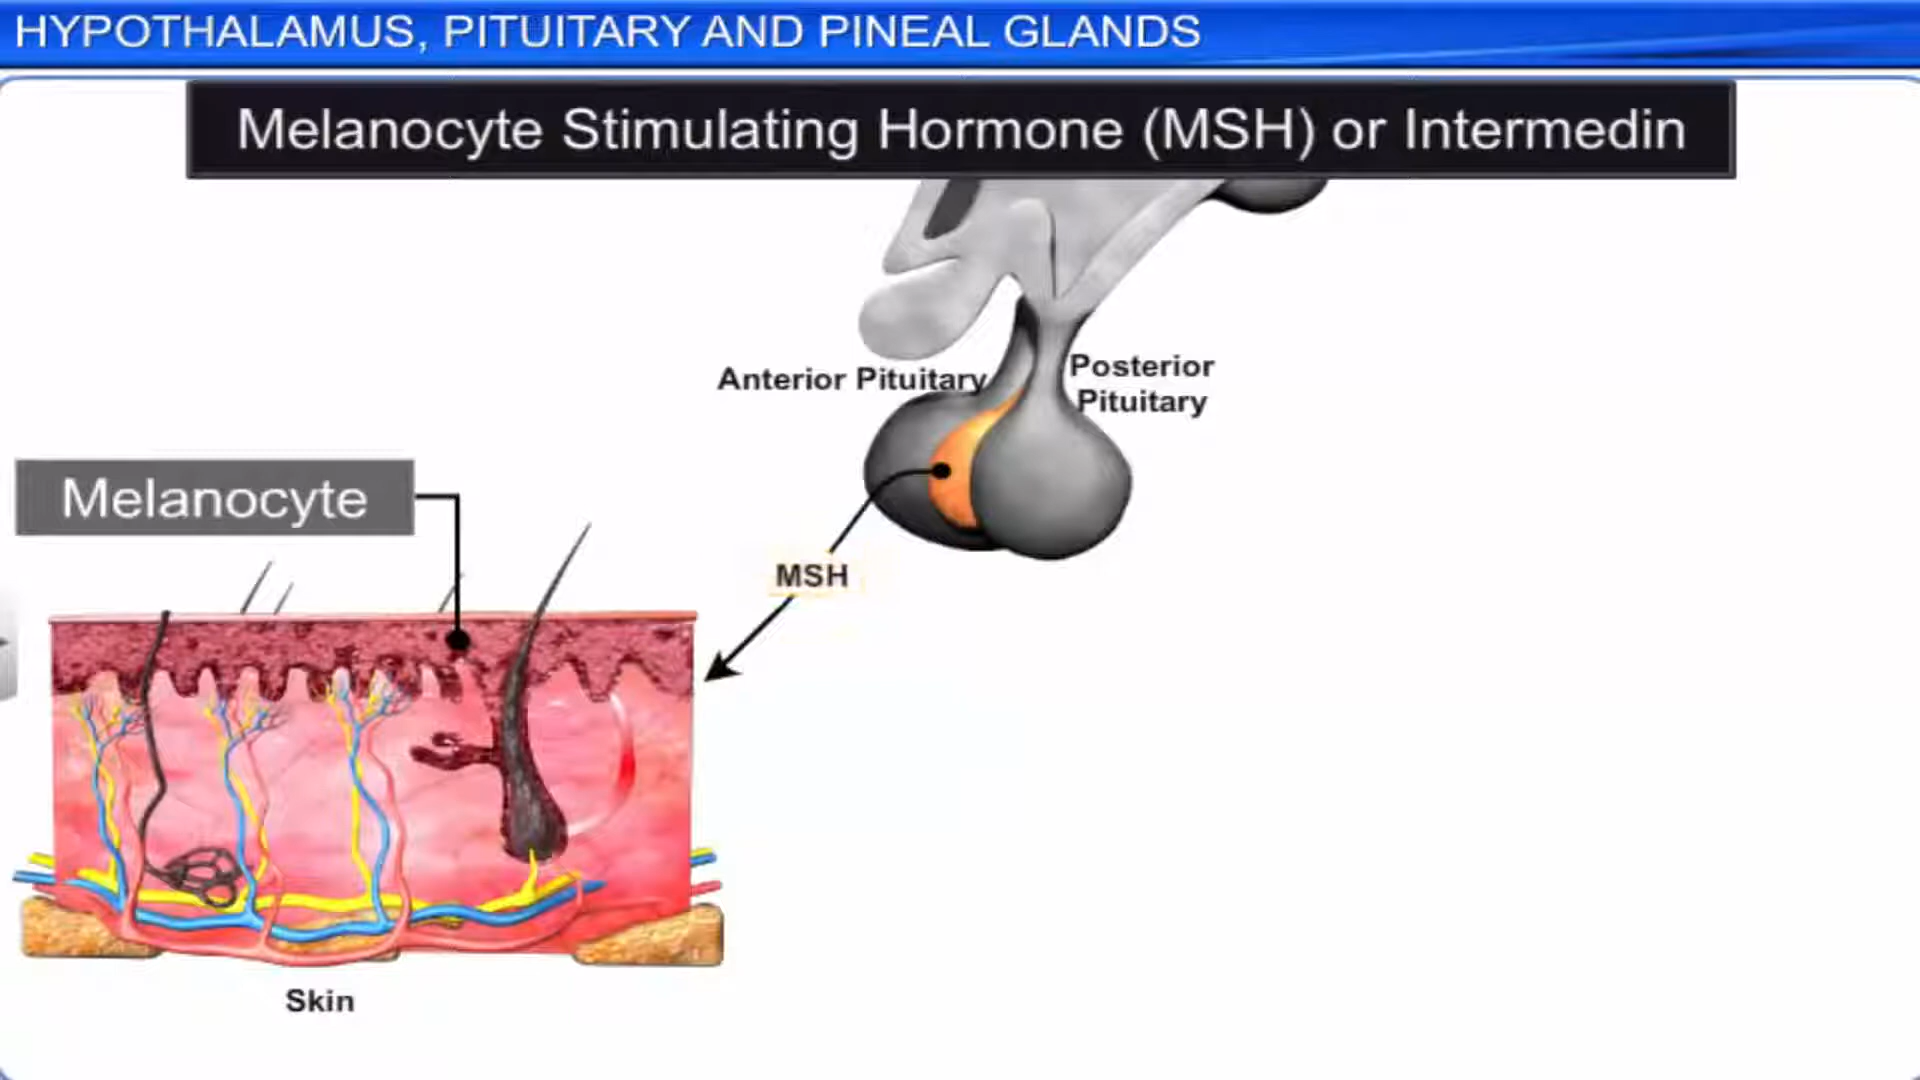 HYPOTHALAMUS, PITUITARY AND PINEAL GLANDS
Melanocyte Stimulating Hormone (MSH) or Intermedin
Anterior Pituitary
Posterior
Pituitary
Melanocyte
MSH
Skin